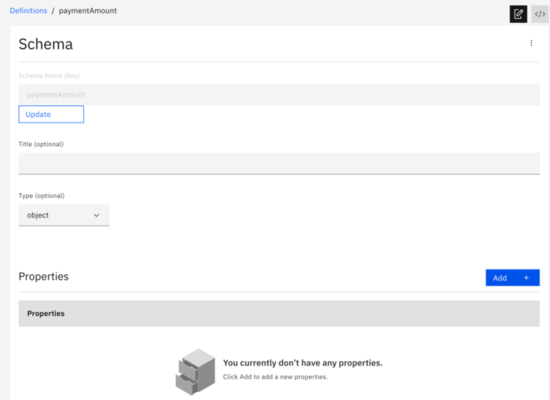 Definitions / paymentAmount
</>
Schema
Schema Name (Key)
paymentAmount
Update
Title (optional)
Type (optional)
object
Properties
Add +
Properties
You currently don't have any properties.
Click Add to add a new properties.